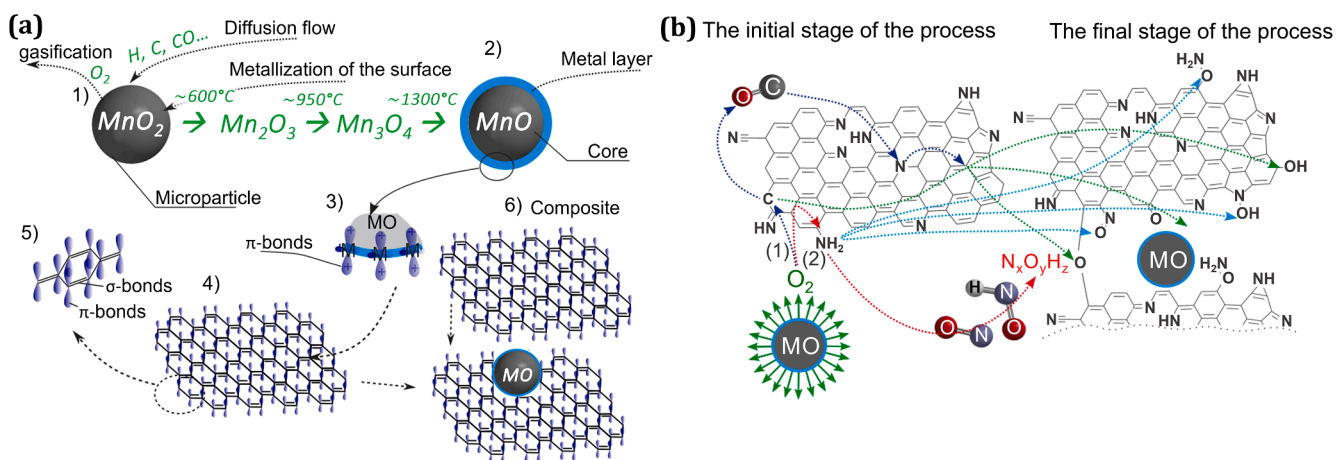 (a)
gasification
O2
H, C, CO...
Diffusion flow
1)
MnO2
Metallization of the surface
~600°C
~950°C
~1300°C
→ Mn2O3 → Mn3O4 →
2)
Metal layer
MnO
Core
Microparticle
3)
MO
M M M
π-bonds
4)
5)
σ-bonds
π-bonds
6) Composite
MO
(b)
The initial stage of the process
The final stage of the process
O C
N≡
HN
N
N
N
NH
N
C
HN
NH2
(1)
(2)
O2
MO
H N
O N O
NxOyHz
H2N
O
NH
N≡
HN
N
N
OH
HN
N
N
OH
O
O
O
MO
H2N
O
NH
N≡
N
HN
N
N